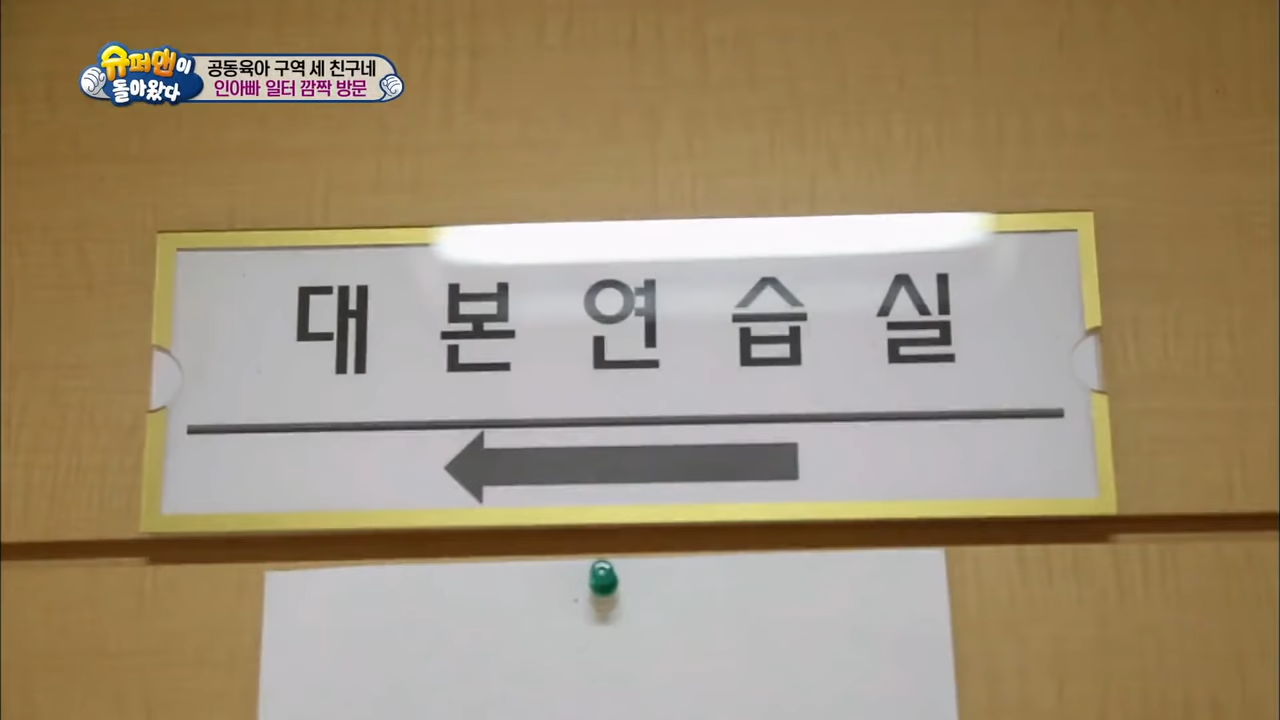 슈퍼맨이
돌아왔다
공동육아 구역 세 친구네
인아빠 일터 깜짝 방문
대본연습실